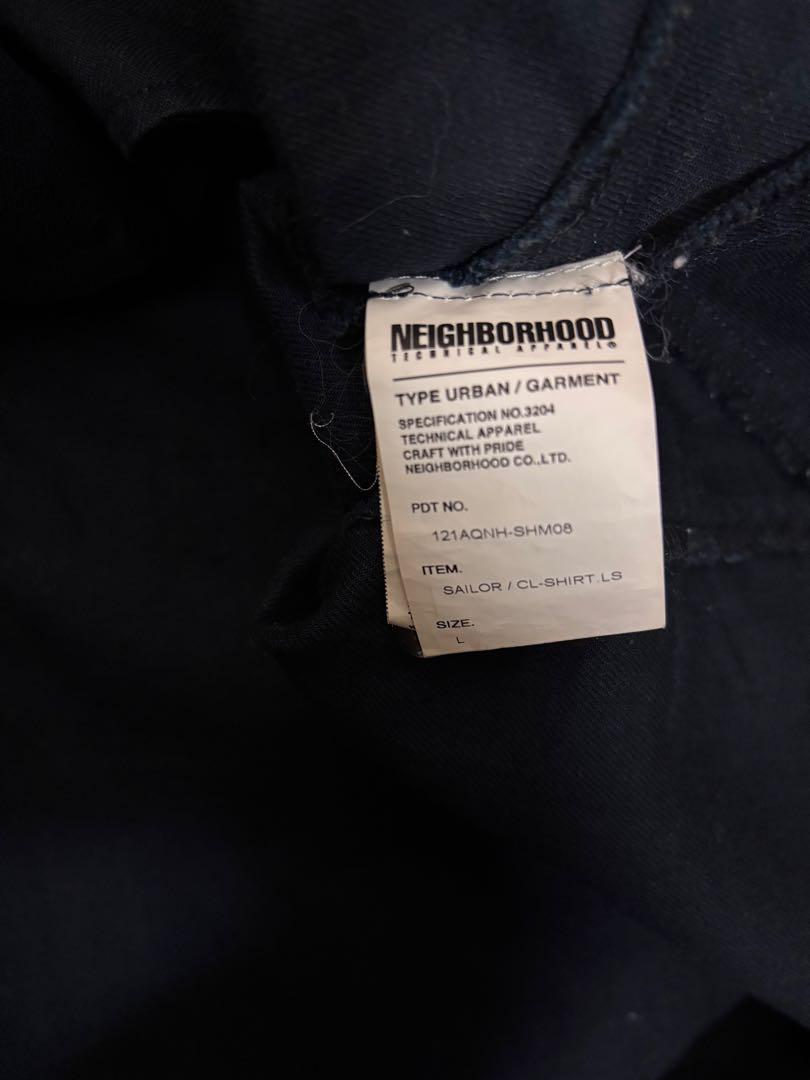 NEIGHBORHOOD
TECHNICAL APPAREL®
TYPE URBAN / GARMENT
SPECIFICATION NO.3204
TECHNICAL APPAREL
CRAFT WITH PRIDE
NEIGHBORHOOD CO.,LTD.
PDT NO.
121AQNH-SHM08
ITEM.
SAILOR / CL-SHIRT.LS
SIZE.
L